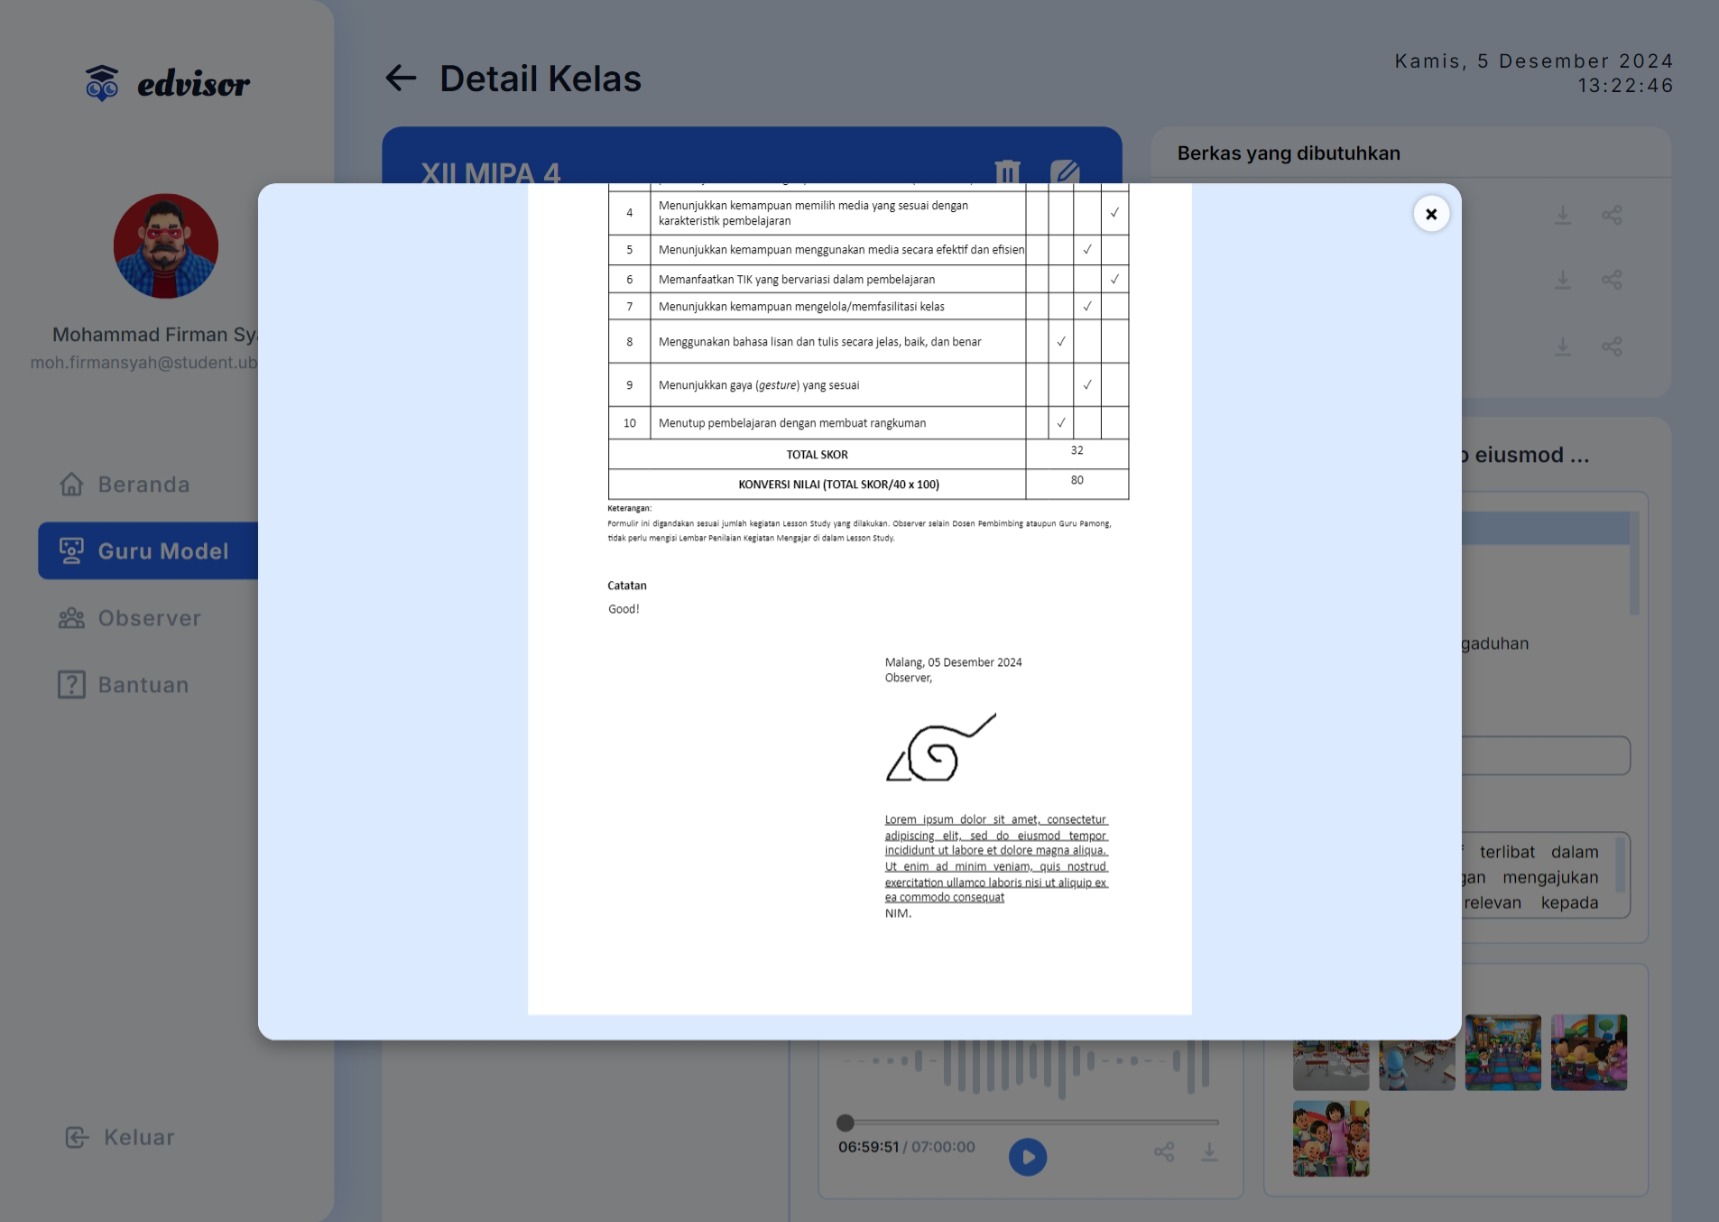 edvisor
Detail Kelas
Kamis, 5 Desember 2024
13:22:46
XII MIPA 4
Berkas yang dibutuhkan
Mohammad Firman Sy
moh.firmansyah@student.ub
Beranda
Guru Model
Observer
Bantuan
Keluar
4 Menunjukkan kemampuan memilih media yang sesuai dengan
karakteristik pembelajaran ✓
5 Menunjukkan kemampuan menggunakan media secara efektif dan efisien ✓
6 Memanfaatkan TIK yang bervariasi dalam pembelajaran ✓
7 Menunjukkan kemampuan mengelola/memfasilitasi kelas ✓
8 Menggunakan bahasa lisan dan tulis secara jelas, baik, dan benar ✓
9 Menunjukkan gaya (gesture) yang sesuai ✓
10 Menutup pembelajaran dengan membuat rangkuman ✓
TOTAL SKOR 32
KONVERSI NILAI (TOTAL SKOR/40 x 100) 80
Keterangan:
Formulir ini digandakan sesuai jumlah kegiatan Lesson Study yang dilakukan. Observer selain Dosen Pembimbing ataupun Guru Pamong,
tidak perlu mengisi Lembar Penilaian Kegiatan Mengajar di dalam Lesson Study.
Catatan
Good!
Malang, 05 Desember 2024
Observer,
Lorem ipsum dolor sit amet, consectetur
adipiscing elit, sed do eiusmod tempor
incididunt ut labore et dolore magna aliqua.
Ut enim ad minim veniam, quis nostrud
exercitation ullamco laboris nisi ut aliquip ex
ea commodo consequat
NIM.
eiusmod ...
gaduhan
terlibat dalam
gan mengajukan
relevan kepada
06:59:51 / 07:00:00